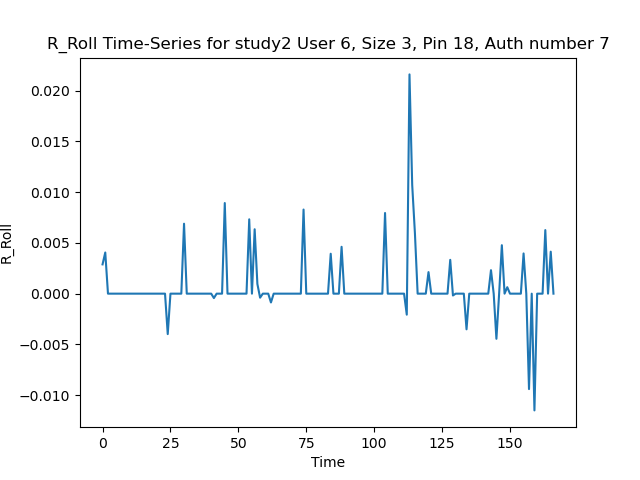 R_Roll Time-Series for study2 User 6, Size 3, Pin 18, Auth number 7
0.020
0.015
0.010
0.005
0.000
−0.005
−0.010
R_Roll
0 25 50 75 100 125 150
Time